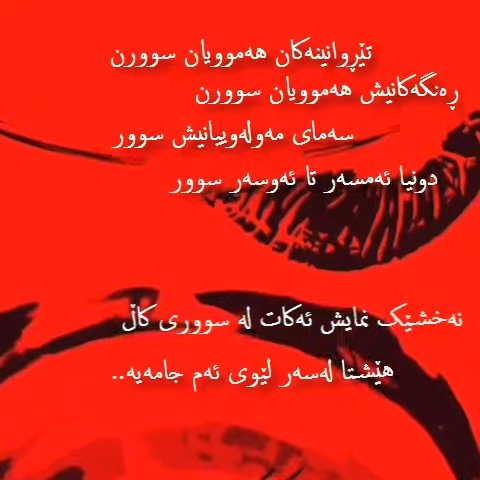 تێڕوانینەکان هەموویان سوورن
ڕەنگەکانیش هەموویان سوورن
سەمای مەولەوییانیش سوور
دونیا ئەمسەر تا ئەوسەر سوور
نەخشێک نمایش ئەکات لە سووری کاڵ
هێشتا لەسەر لێوی ئەم جامەیە..